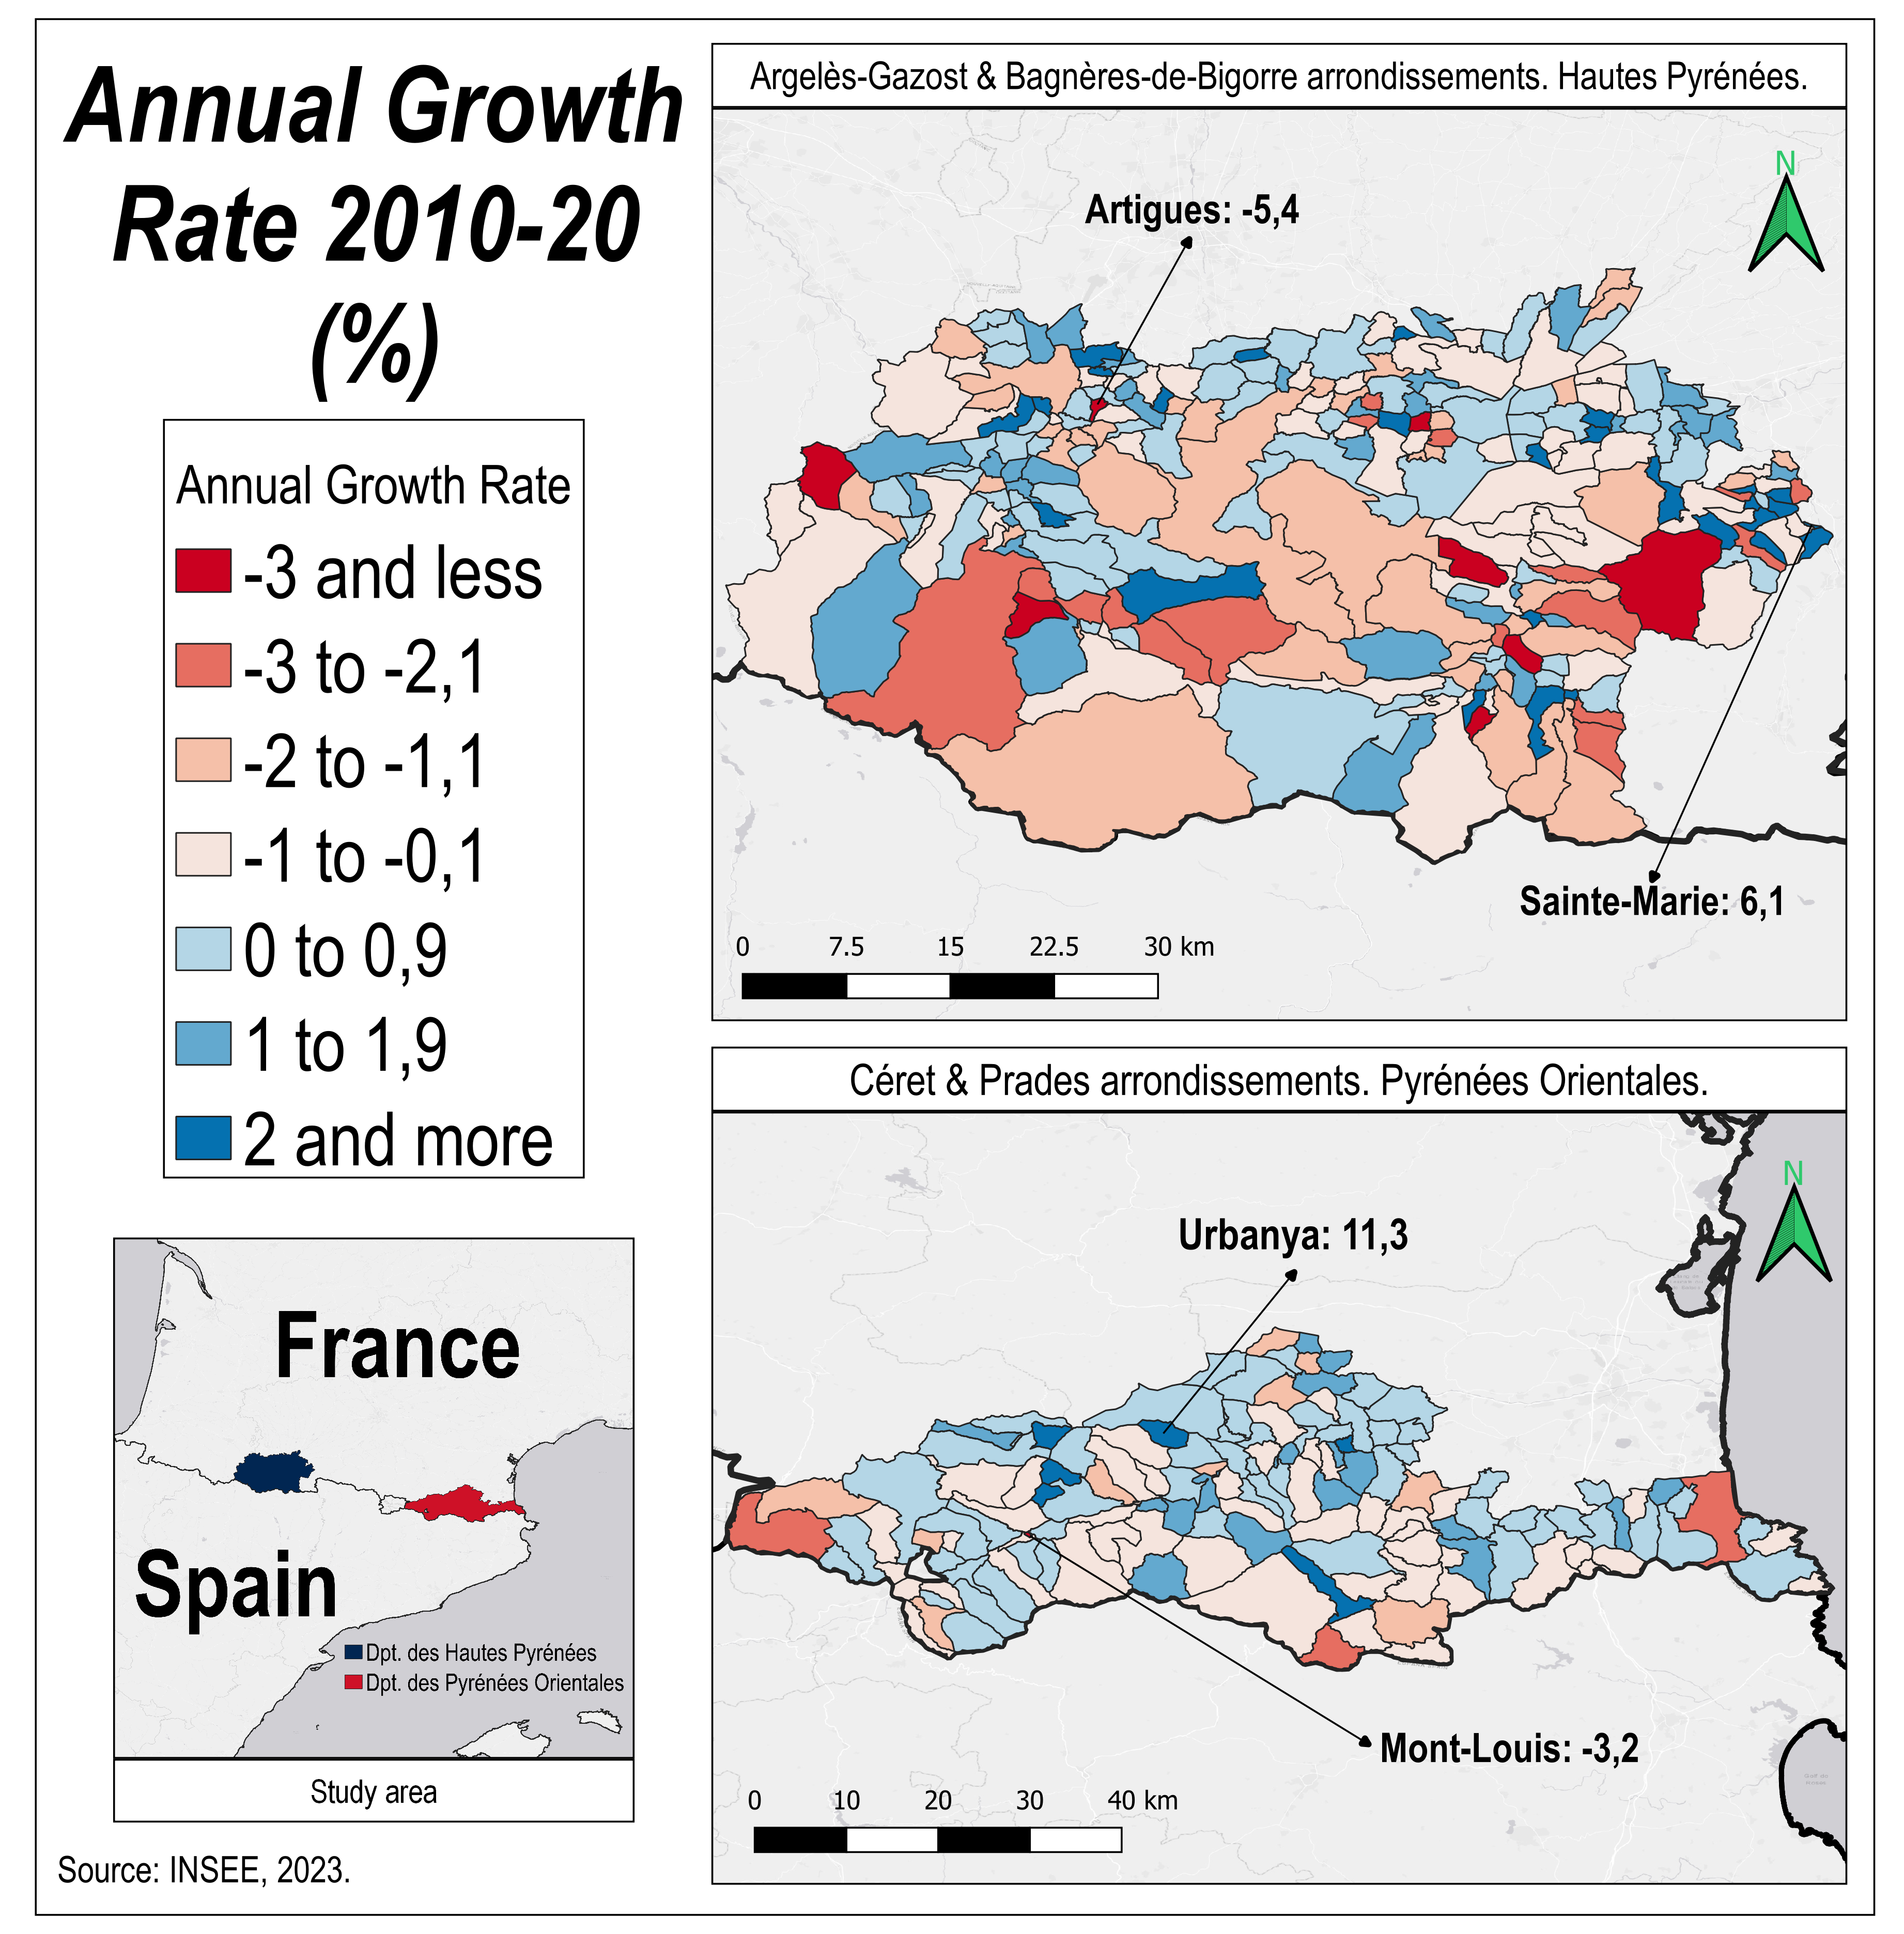 Annual Growth
Rate 2010-20
(%)
Annual Growth Rate
-3 and less
-3 to -2,1
-2 to -1,1
-1 to -0,1
0 to 0,9
1 to 1,9
2 and more
France
Spain
Dpt. des Hautes Pyrénées
Dpt. des Pyrénées Orientales
Study area
Source: INSEE, 2023.
Argelès-Gazost & Bagnères-de-Bigorre arrondissements. Hautes Pyrénées.
N
Artigues: -5,4
Sainte-Marie: 6,1
0 7.5 15 22.5 30 km
Céret & Prades arrondissements. Pyrénées Orientales.
N
Urbanya: 11,3
Mont-Louis: -3,2
0 10 20 30 40 km